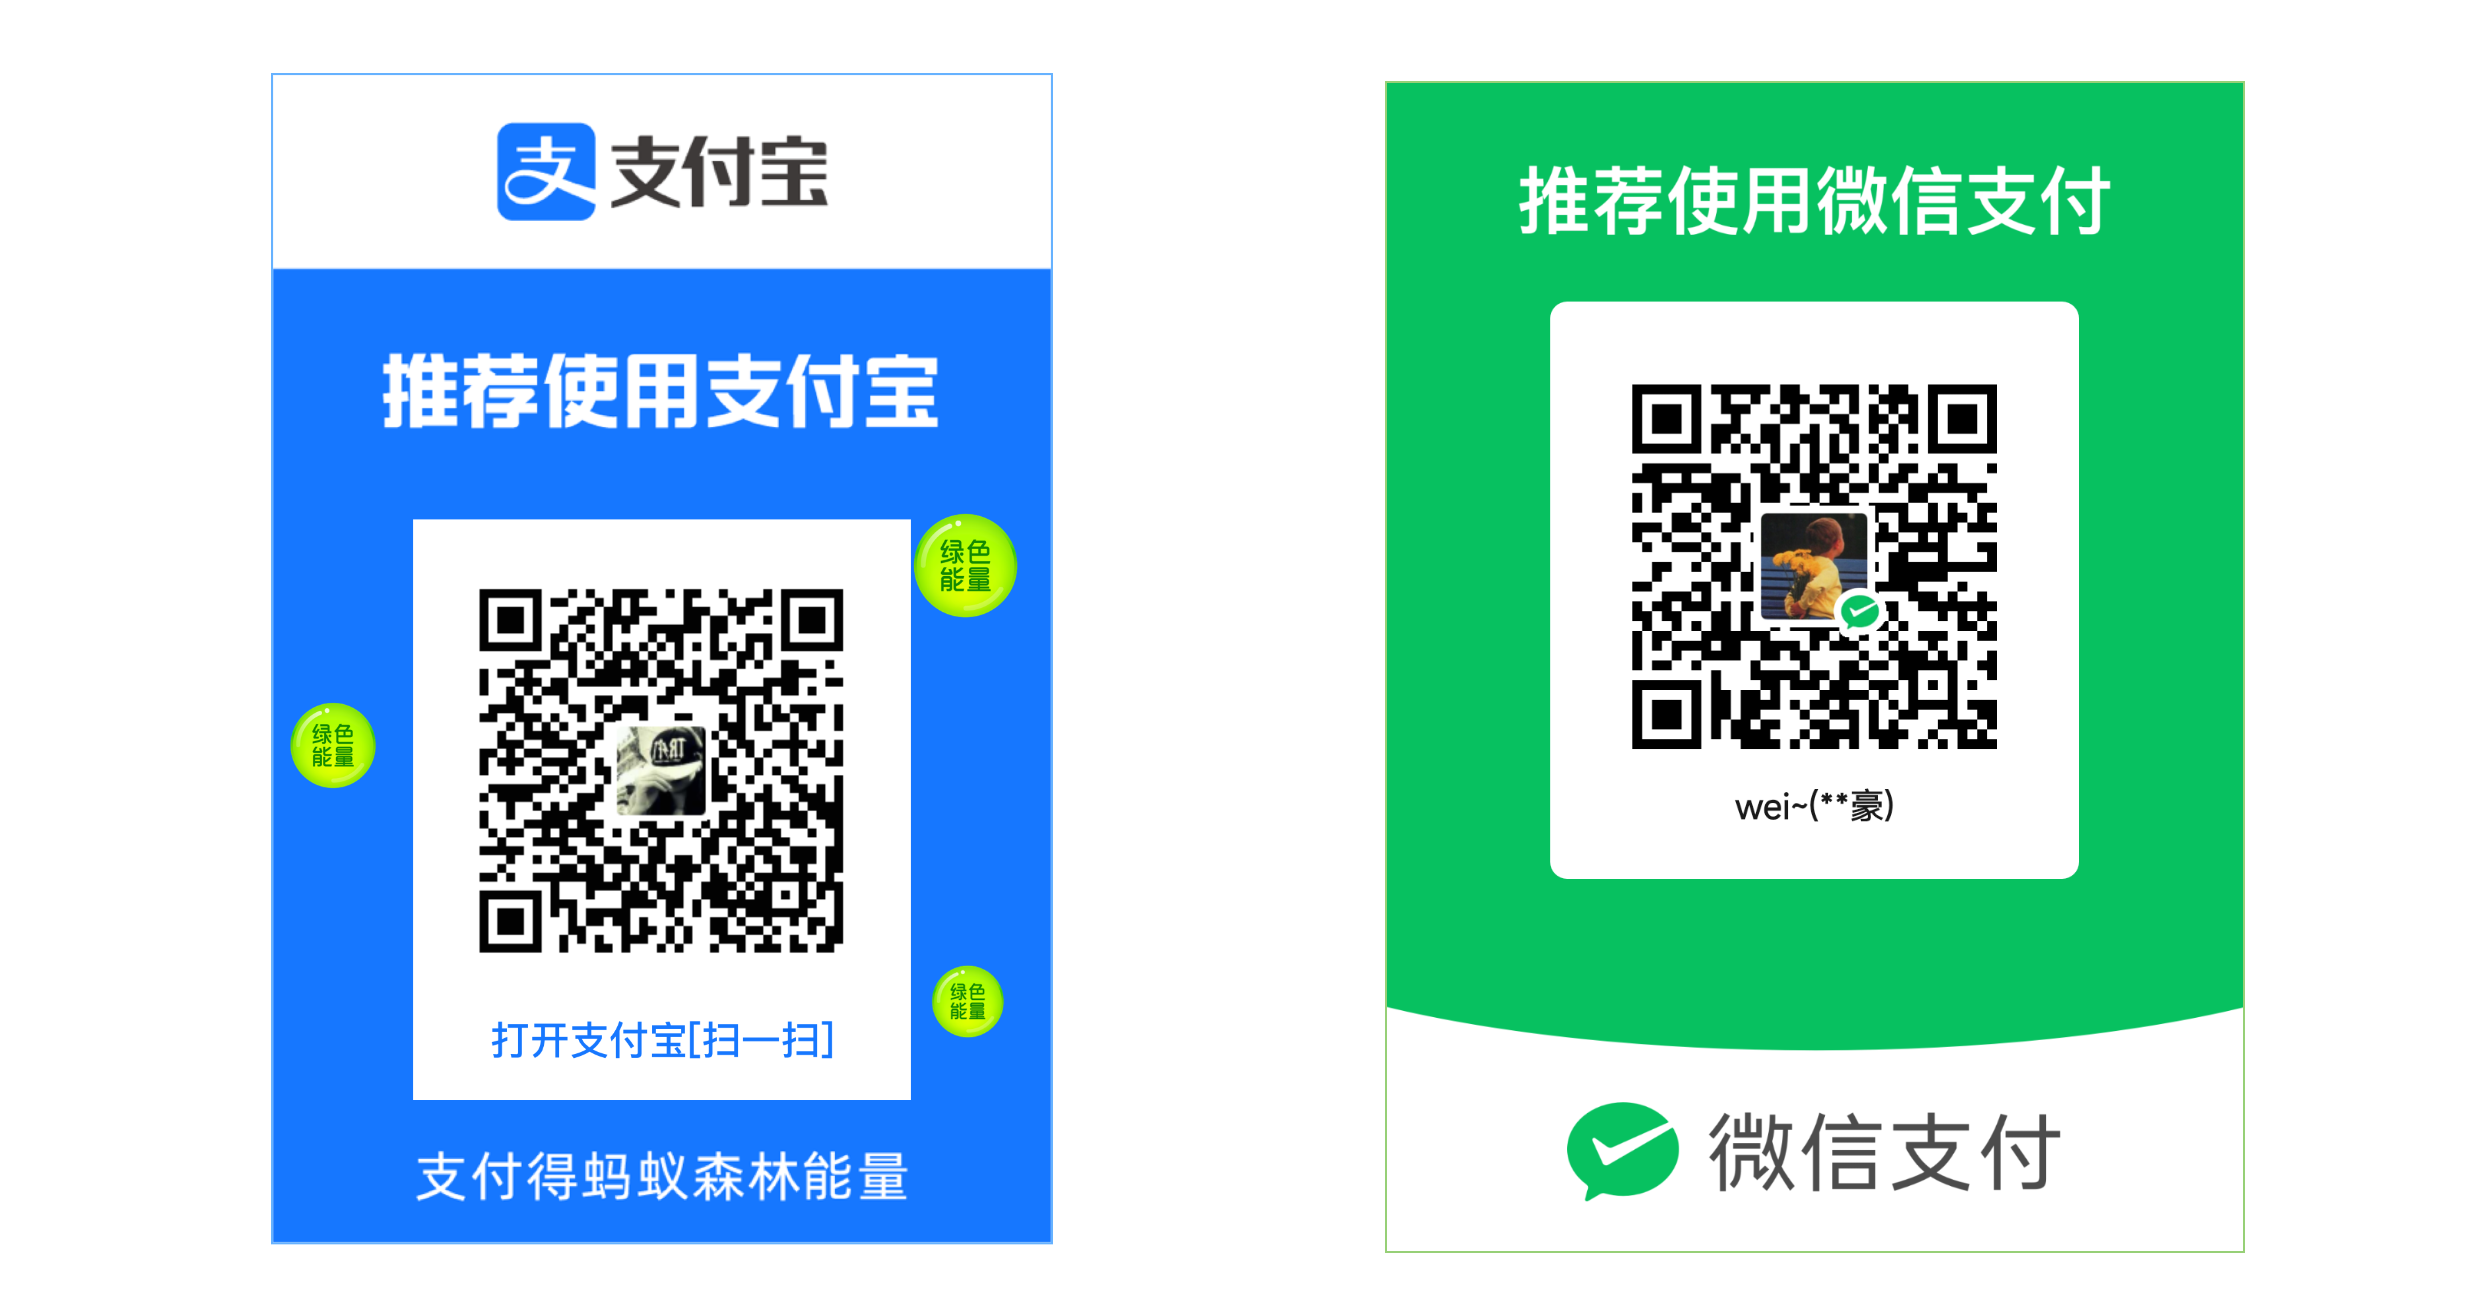 支 支付宝
推荐使用支付宝
绿色
能量
绿色
能量
绿色
能量
打开支付宝[扫一扫]
支付得蚂蚁森林能量
推荐使用微信支付
wei~(**豪)
微信支付